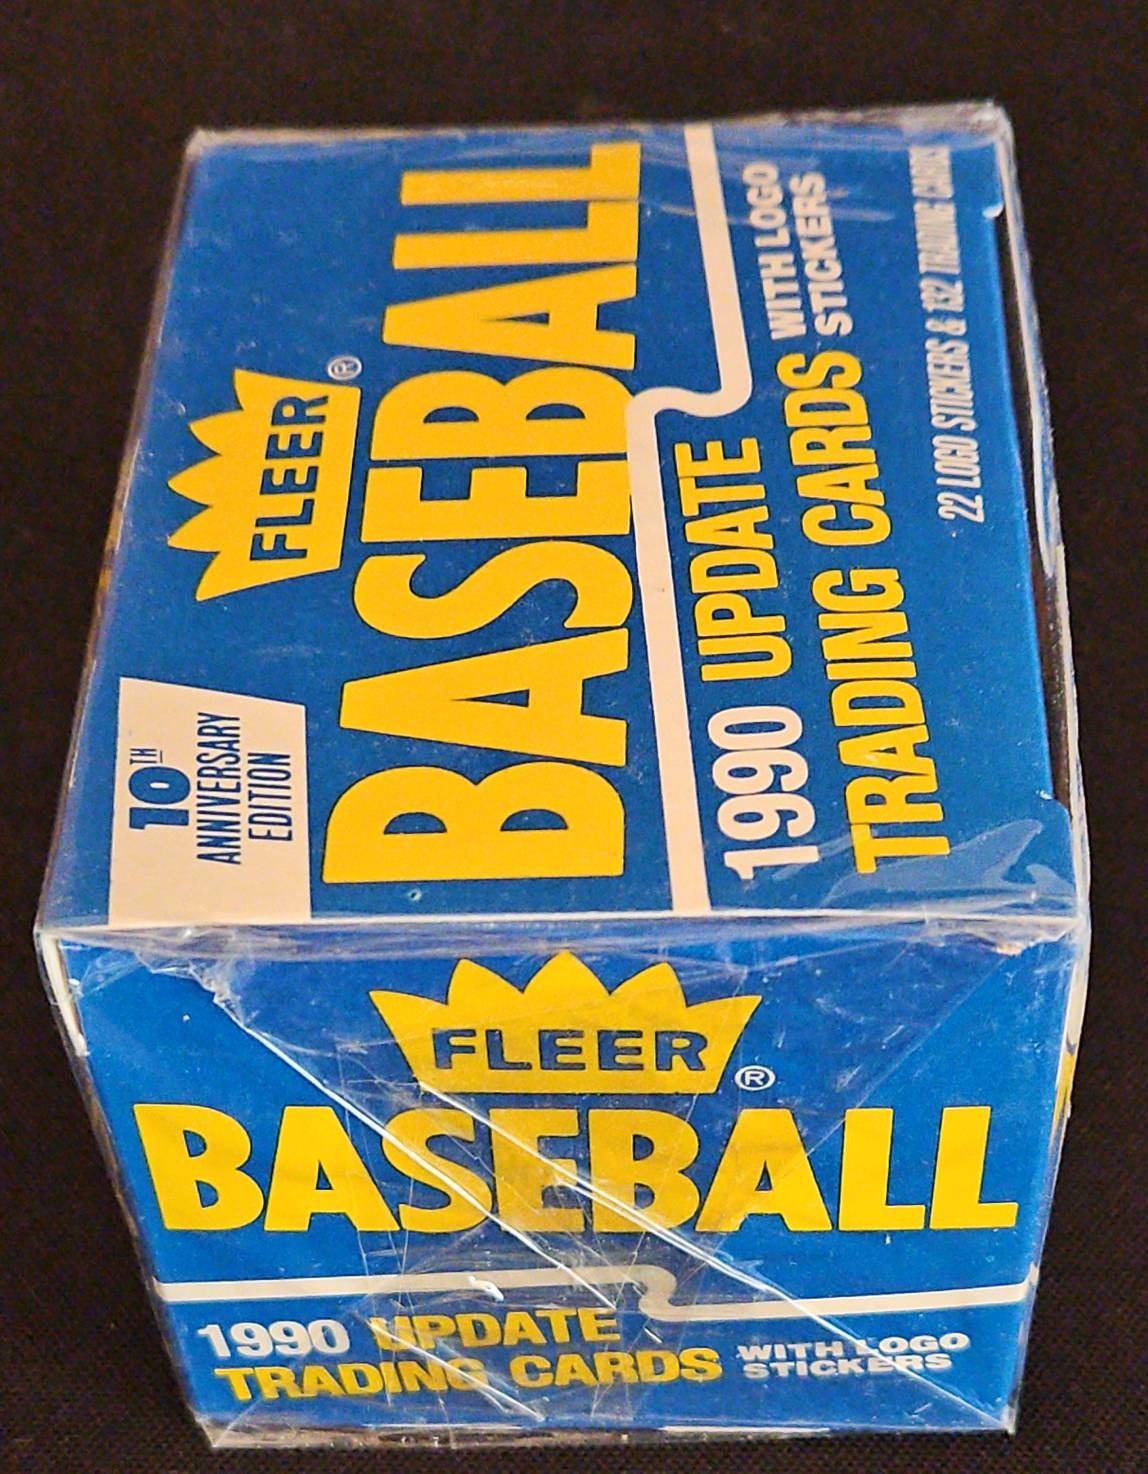 10TH
ANNIVERSARY
EDITION
FLEER®
BASEBALL
1990 UPDATE
TRADING CARDS
WITH LOGO
STICKERS
22 LOGO STICKERS & 132 TRADING CARDS
FLEER®
BASEBALL
1990 UPDATE
TRADING CARDS
WITH LOGO
STICKERS